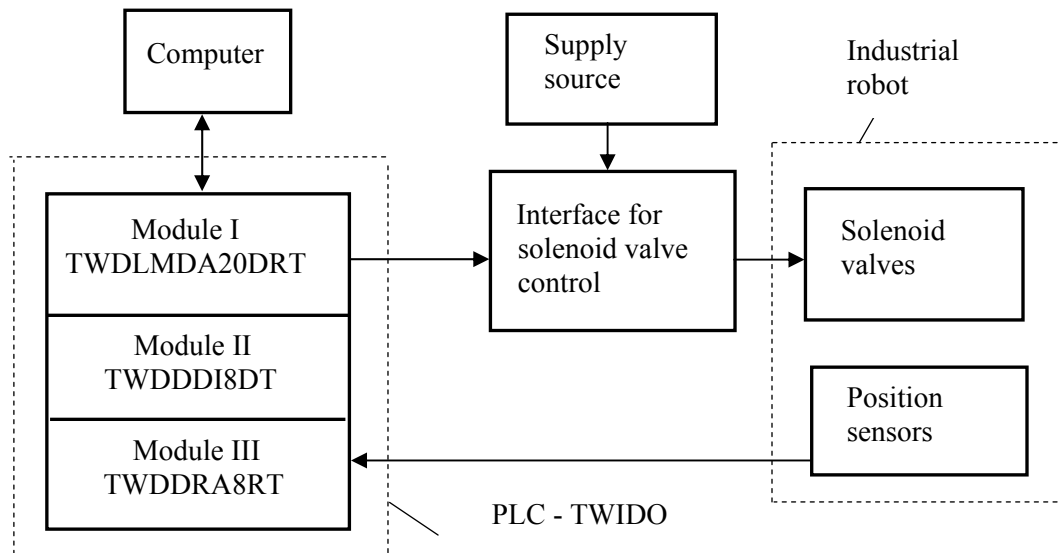 Computer
Supply
source
Industrial
robot
Module I
TWDLMDA20DRT
Interface for
solenoid valve
control
Solenoid
valves
Module II
TWDDDI8DT
Module III
TWDDRA8RT
Position
sensors
PLC - TWIDO